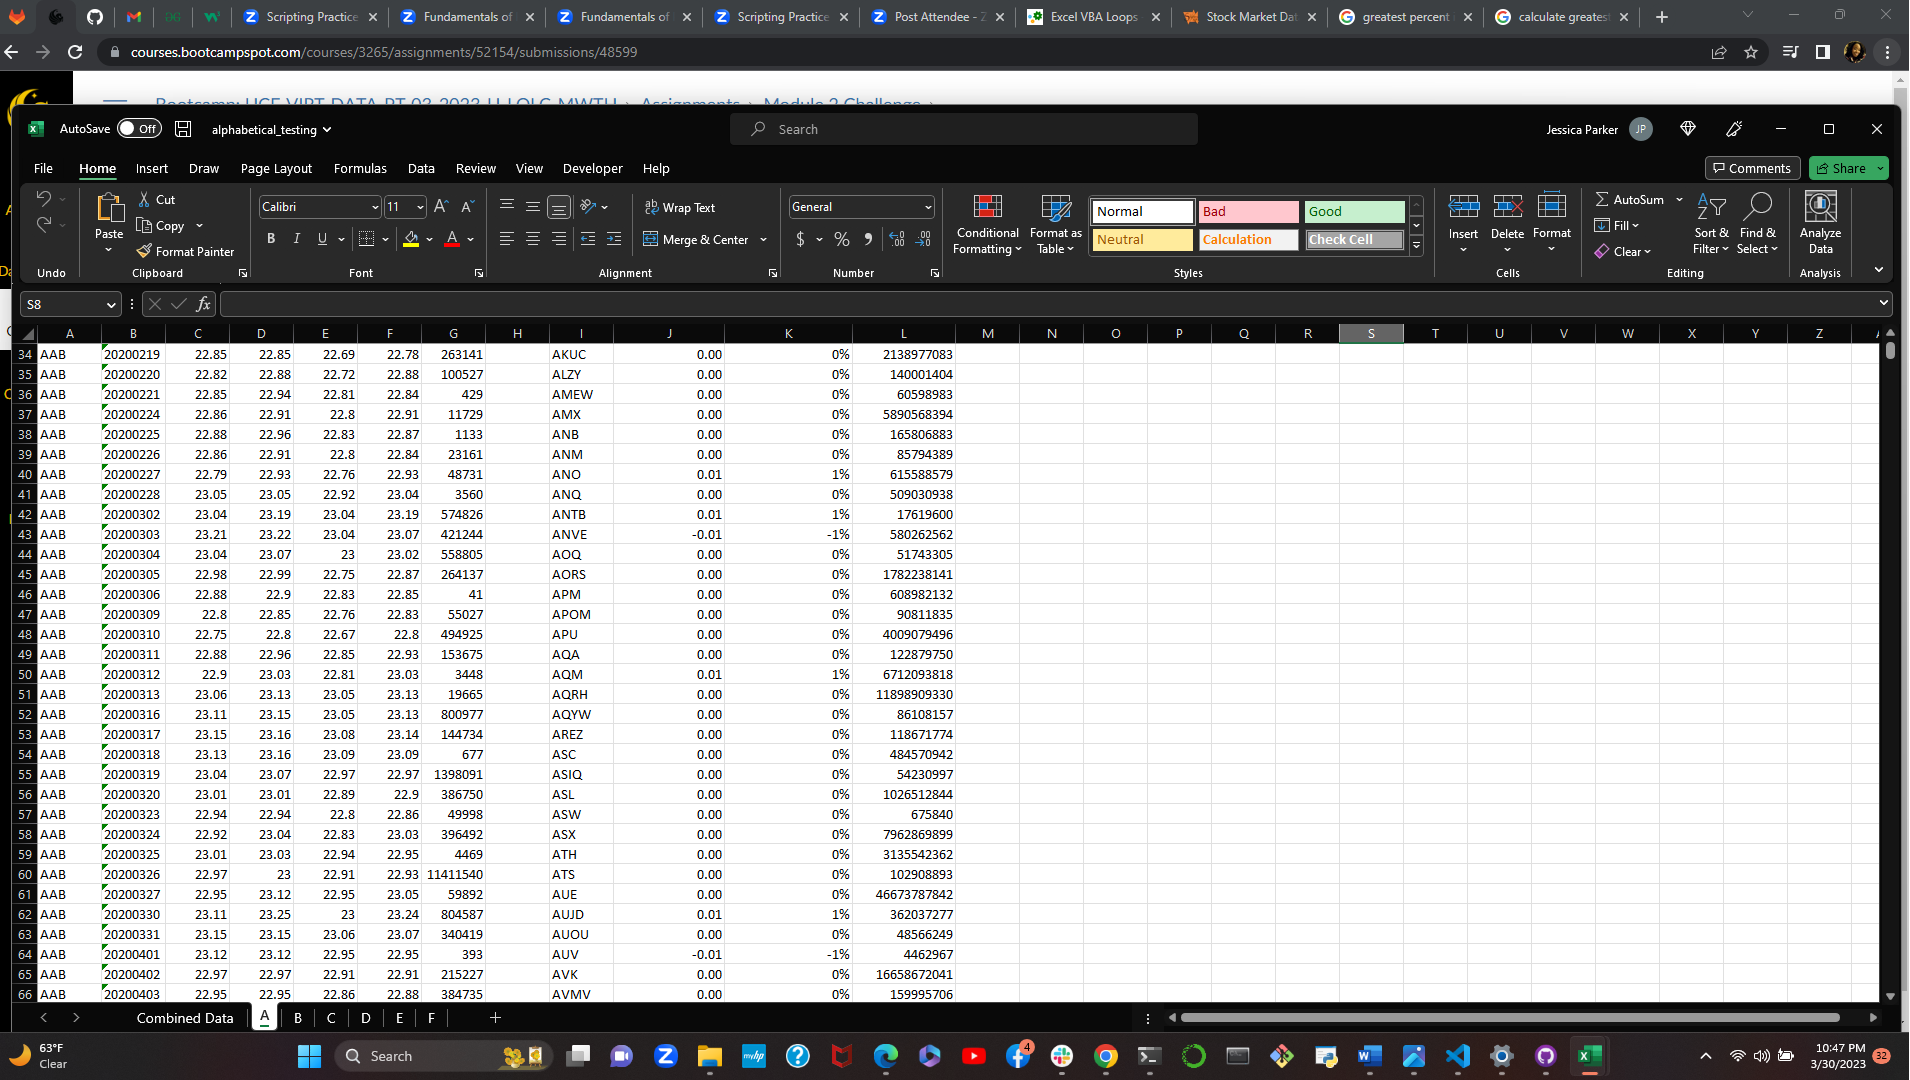 Scripting Practice
Fundamentals of
Fundamentals of
Scripting Practice
Post Attendee - Z
Excel VBA Loops
Stock Market Dat
greatest percent
calculate greatest
courses.bootcampspot.com/courses/3265/assignments/52154/submissions/48599
Bootcamp: UCF-VIRT-DATA-PT-03-2023-U-LOLC-MWTH › Assignments › Module 2 Challenge ›
AutoSave Off alphabetical_testing Search Jessica Parker JP
File Home Insert Draw Page Layout Formulas Data Review View Developer Help Comments Share
Paste Cut Copy Format Painter
Calibri 11 B I U
Wrap Text Merge & Center
General $ %
Conditional Formatting Format as Table
Normal Bad Good
Neutral Calculation Check Cell
Insert Delete Format
AutoSum Fill Clear Sort & Filter Find & Select Analyze Data
Undo Clipboard Font Alignment Number Styles Cells Editing Analysis
S8 fx
A B C D E F G H I J K L M N O P Q R S T U V W X Y Z
34 AAB 20200219 22.85 22.85 22.69 22.78 263141 AKUC 0.00 0% 2138977083
35 AAB 20200220 22.82 22.88 22.72 22.88 100527 ALZY 0.00 0% 140001404
36 AAB 20200221 22.85 22.94 22.81 22.84 429 AMEW 0.00 0% 60598983
37 AAB 20200224 22.86 22.91 22.8 22.91 11729 AMX 0.00 0% 5890568394
38 AAB 20200225 22.88 22.96 22.83 22.87 1133 ANB 0.00 0% 165806883
39 AAB 20200226 22.86 22.91 22.8 22.84 23161 ANM 0.00 0% 85794389
40 AAB 20200227 22.79 22.93 22.76 22.93 48731 ANO 0.01 1% 615588579
41 AAB 20200228 23.05 23.05 22.92 23.04 3560 ANQ 0.00 0% 509030938
42 AAB 20200302 23.04 23.19 23.04 23.19 574826 ANTB 0.01 1% 17619600
43 AAB 20200303 23.21 23.22 23.04 23.07 421244 ANVE -0.01 -1% 580262562
44 AAB 20200304 23.04 23.07 23 23.02 558805 AOQ 0.00 0% 51743305
45 AAB 20200305 22.98 22.99 22.75 22.87 264137 AORS 0.00 0% 1782238141
46 AAB 20200306 22.88 22.9 22.83 22.85 41 APM 0.00 0% 608982132
47 AAB 20200309 22.8 22.85 22.76 22.83 55027 APOM 0.00 0% 90811835
48 AAB 20200310 22.75 22.8 22.67 22.8 494925 APU 0.00 0% 4009079496
49 AAB 20200311 22.88 22.96 22.85 22.93 153675 AQA 0.00 0% 122879750
50 AAB 20200312 22.9 23.03 22.81 23.03 3448 AQM 0.01 1% 6712093818
51 AAB 20200313 23.06 23.13 23.05 23.13 19665 AQRH 0.00 0% 11898909330
52 AAB 20200316 23.11 23.15 23.05 23.13 800977 AQYW 0.00 0% 86108157
53 AAB 20200317 23.15 23.16 23.08 23.14 144734 AREZ 0.00 0% 118671774
54 AAB 20200318 23.13 23.16 23.09 23.09 677 ASC 0.00 0% 484570942
55 AAB 20200319 23.04 23.07 22.97 22.97 1398091 ASIQ 0.00 0% 54230997
56 AAB 20200320 23.01 23.01 22.89 22.9 386750 ASL 0.00 0% 1026512844
57 AAB 20200323 22.94 22.94 22.8 22.86 49998 ASW 0.00 0% 675840
58 AAB 20200324 22.92 23.04 22.83 23.03 396492 ASX 0.00 0% 7962869899
59 AAB 20200325 23.01 23.03 22.94 22.95 4469 ATH 0.00 0% 3135542362
60 AAB 20200326 22.97 23 22.91 22.93 11411540 ATS 0.00 0% 102908893
61 AAB 20200327 22.95 23.12 22.95 23.05 59892 AUE 0.00 0% 46673787842
62 AAB 20200330 23.11 23.25 23 23.24 804587 AUJD 0.01 1% 362037277
63 AAB 20200331 23.15 23.15 23.06 23.07 340419 AUOU 0.00 0% 48566249
64 AAB 20200401 23.12 23.12 22.95 22.95 393 AUV -0.01 -1% 4462967
65 AAB 20200402 22.97 22.97 22.91 22.91 215227 AVK 0.00 0% 16658672041
66 AAB 20200403 22.95 22.95 22.86 22.88 384735 AVMV 0.00 0% 159995706
Combined Data A B C D E F
63°F
Clear
Search
4
10:47 PM
3/30/2023
32